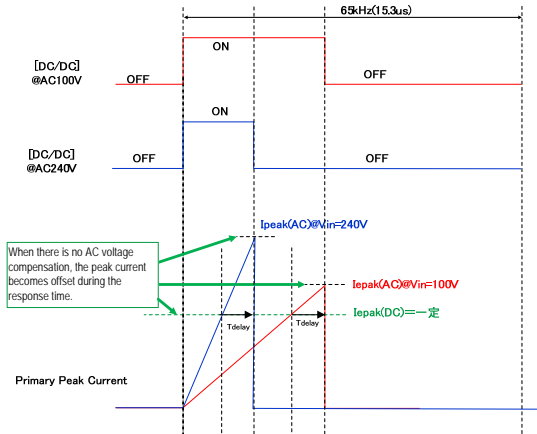 65kHz(15.3us)
ON
[DC/DC]
@AC100V
OFF
OFF
ON
[DC/DC]
@AC240V
OFF
OFF
Ipeak(AC)@Vin=240V
When there is no AC voltage
compensation, the peak current
becomes offset during the
response time.
Iepak(AC)@Vin=100V
Iepak(DC)=一定
Tdelay
Tdelay
Primary Peak Current